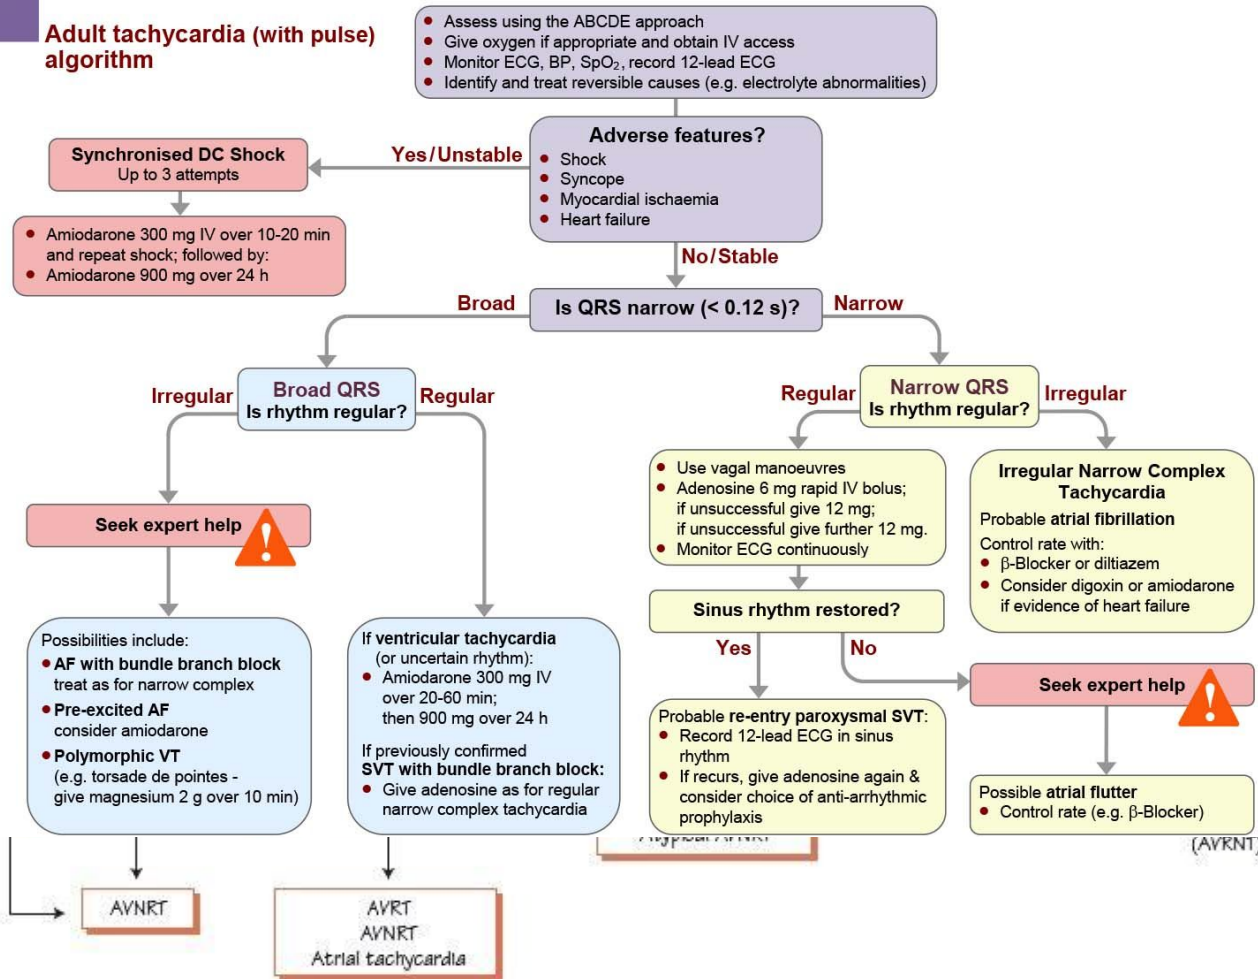 Adult tachycardia (with pulse)
algorithm
• Assess using the ABCDE approach
• Give oxygen if appropriate and obtain IV access
• Monitor ECG, BP, SpO₂, record 12-lead ECG
• Identify and treat reversible causes (e.g. electrolyte abnormalities)
Adverse features?
• Shock
• Syncope
• Myocardial ischaemia
• Heart failure
Yes/Unstable
Synchronised DC Shock
Up to 3 attempts
• Amiodarone 300 mg IV over 10-20 min
and repeat shock; followed by:
• Amiodarone 900 mg over 24 h
No/Stable
Is QRS narrow (< 0.12 s)?
Broad
Narrow
Broad QRS
Is rhythm regular?
Irregular
Regular
Seek expert help
!
Possibilities include:
• AF with bundle branch block
treat as for narrow complex
• Pre-excited AF
consider amiodarone
• Polymorphic VT
(e.g. torsade de pointes -
give magnesium 2 g over 10 min)
If ventricular tachycardia
(or uncertain rhythm):
• Amiodarone 300 mg IV
over 20-60 min;
then 900 mg over 24 h
If previously confirmed
SVT with bundle branch block:
• Give adenosine as for regular
narrow complex tachycardia
Narrow QRS
Is rhythm regular?
Regular
Irregular
• Use vagal manoeuvres
• Adenosine 6 mg rapid IV bolus;
if unsuccessful give 12 mg;
if unsuccessful give further 12 mg.
• Monitor ECG continuously
Irregular Narrow Complex
Tachycardia
Probable atrial fibrillation
Control rate with:
• β-Blocker or diltiazem
• Consider digoxin or amiodarone
if evidence of heart failure
Sinus rhythm restored?
Yes
No
Probable re-entry paroxysmal SVT:
• Record 12-lead ECG in sinus
rhythm
• If recurs, give adenosine again &
consider choice of anti-arrhythmic
prophylaxis
Seek expert help
!
Possible atrial flutter
• Control rate (e.g. β-Blocker)
(AVRNT)
AVNRT
AVRT
AVNRT
Atrial tachycardia